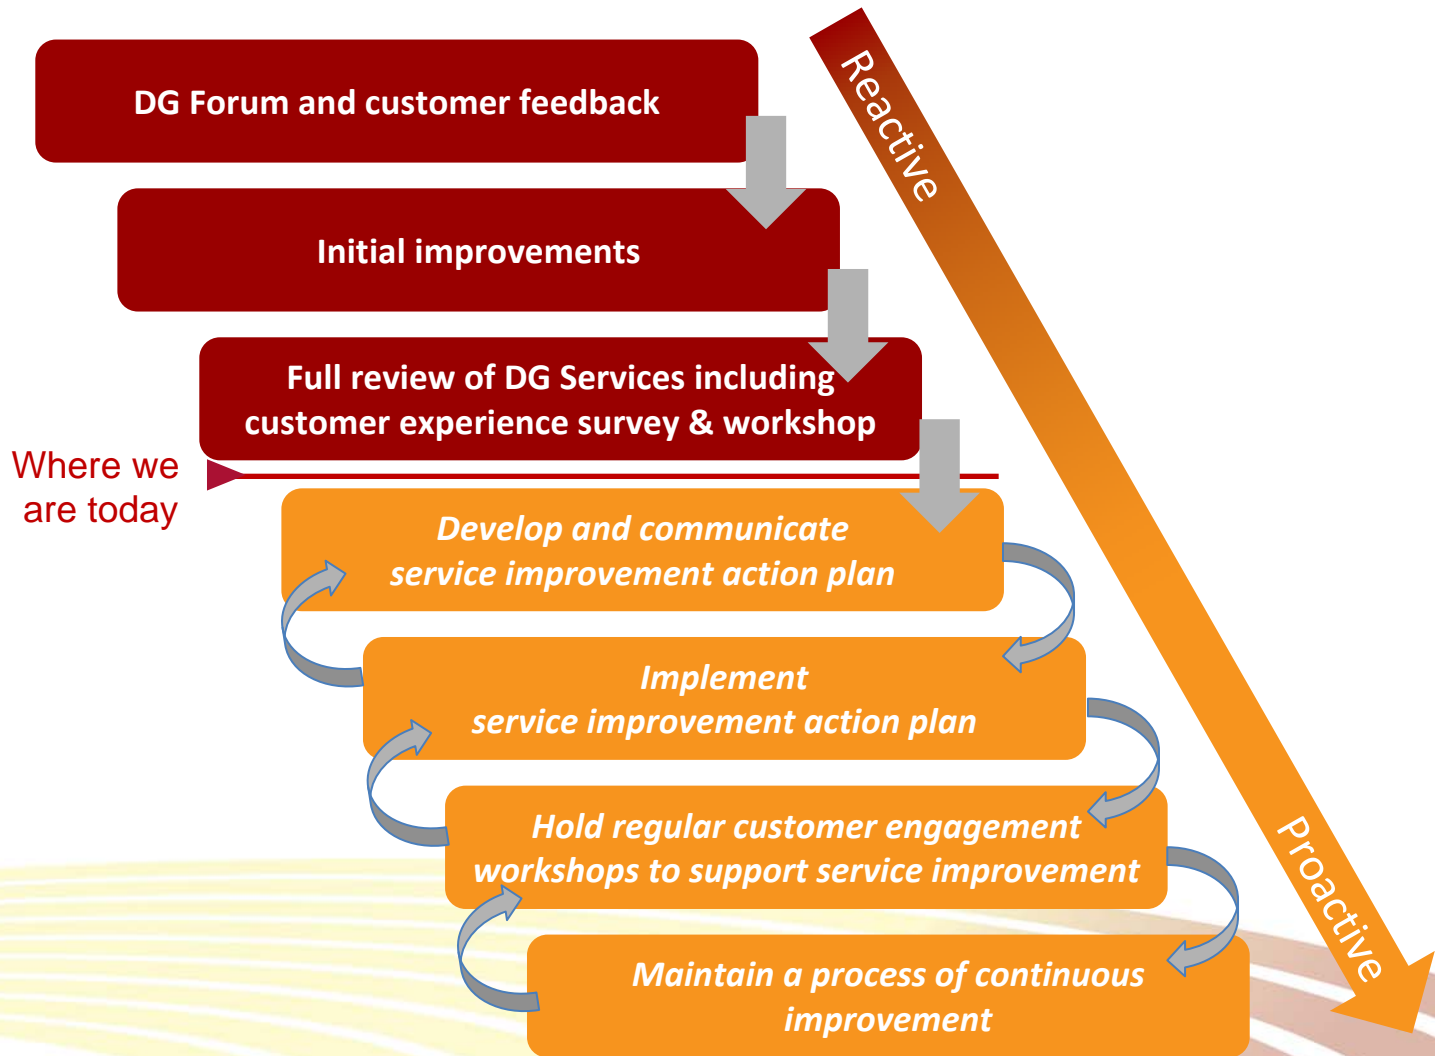 DG Forum and customer feedback
Reactive
Initial improvements
Full review of DG Services including
customer experience survey & workshop
Where we
are today
Develop and communicate
service improvement action plan
Implement
service improvement action plan
Hold regular customer engagement
workshops to support service improvement
Proactive
Maintain a process of continuous
improvement